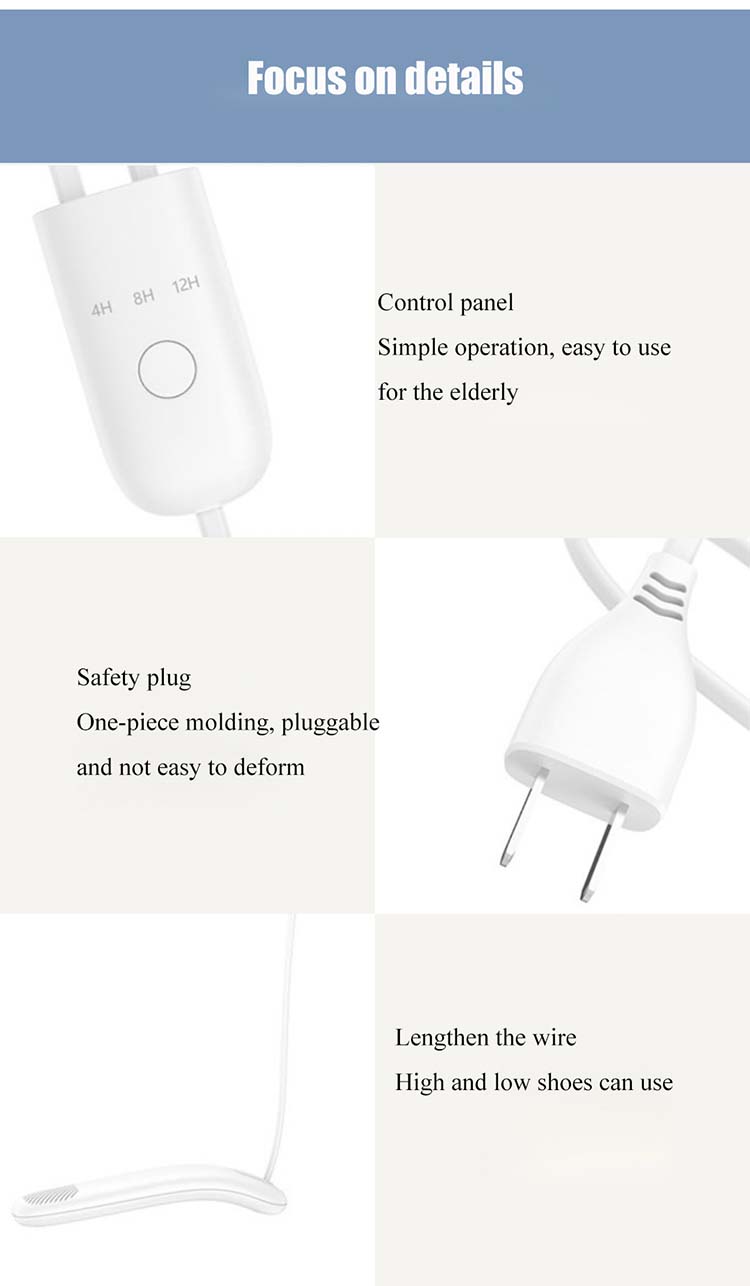 Focus on details
4H 8H 12H
Control panel
Simple operation, easy to use
for the elderly
Safety plug
One-piece molding, pluggable
and not easy to deform
Lengthen the wire
High and low shoes can use